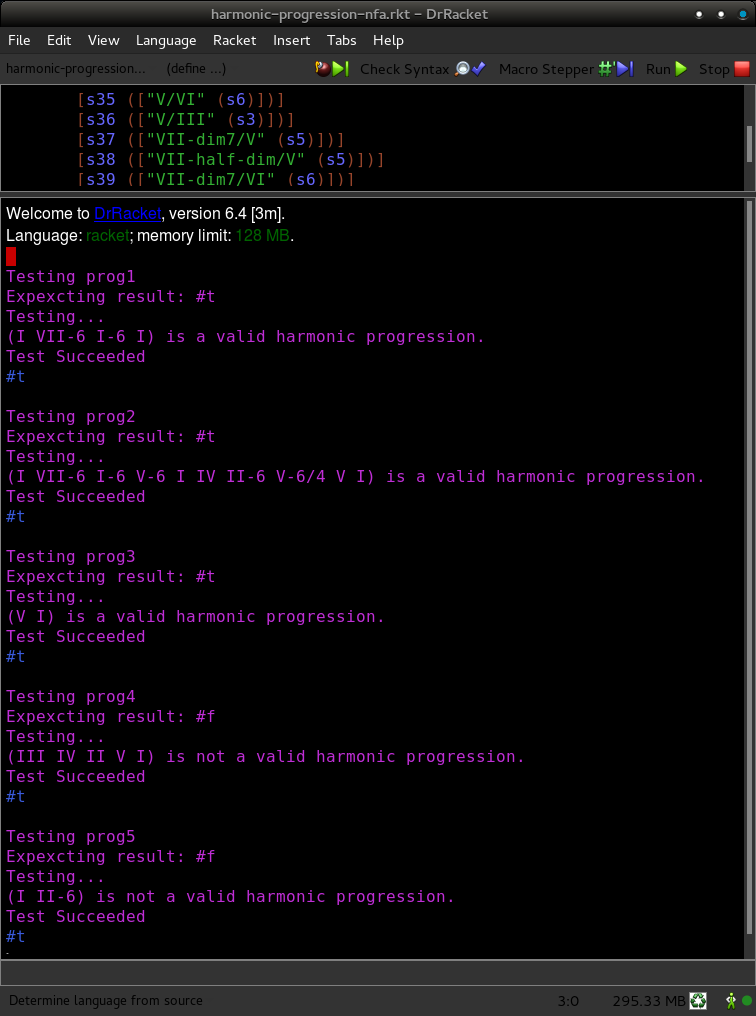 harmonic-progression-nfa.rkt - DrRacket
File Edit View Language Racket Insert Tabs Help
harmonic-progression... (define ...) Check Syntax Macro Stepper #' Run Stop
[s35 (["V/VI" (s6)])]
[s36 (["V/III" (s3)])]
[s37 (["VII-dim7/V" (s5)])]
[s38 (["VII-half-dim/V" (s5)])]
[s39 (["VII-dim7/VI" (s6)])]
Welcome to DrRacket, version 6.4 [3m].
Language: racket; memory limit: 128 MB.
Testing prog1
Expexcting result: #t
Testing...
(I VII-6 I-6 I) is a valid harmonic progression.
Test Succeeded
#t
Testing prog2
Expexcting result: #t
Testing...
(I VII-6 I-6 V-6 I IV II-6 V-6/4 V I) is a valid harmonic progression.
Test Succeeded
#t
Testing prog3
Expexcting result: #t
Testing...
(V I) is a valid harmonic progression.
Test Succeeded
#t
Testing prog4
Expexcting result: #f
Testing...
(III IV II V I) is not a valid harmonic progression.
Test Succeeded
#t
Testing prog5
Expexcting result: #f
Testing...
(I II-6) is not a valid harmonic progression.
Test Succeeded
#t
Determine language from source 3:0 295.33 MB